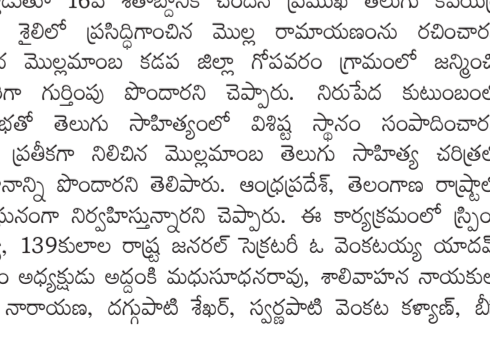 16వ శతాబ్దానికి చెందిన ప్రముఖ తెలుగు
శైలిలో ప్రసిద్ధిగాంచిన మొల్ల రామాయణంను రచించార
మొల్లమాంబ కడప జిల్లా గోపవరం గ్రామంలో జన్మించి
గా గుర్తింపు పొందారని చెప్పారు. నిరుపేద కుటుంబంల
భతో తెలుగు సాహిత్యంలో విశిష్ట స్థానం సంపాదించార
ప్రతీకగా నిలిచిన మొల్లమాంబ తెలుగు సాహిత్య చరిత్రల
నాన్ని పొందారని తెలిపారు. ఆంధ్రప్రదేశ్, తెలంగాణ రాష్ట్రాల
ఘనంగా నిర్వహిస్తున్నారని చెప్పారు. ఈ కార్యక్రమంలో స్ప్రిం
, 139కులాల రాష్ట్ర జనరల్ సెక్రటరీ ఓ వెంకటయ్య యాదవ్
అధ్యక్షుడు అద్దంకి మధుసూధనరావు, శాలివాహన నాయకుల
నారాయణ, దగ్గుపాటి శేఖర్, స్వర్ణపాటి వెంకట కళ్యాణ్, బీ